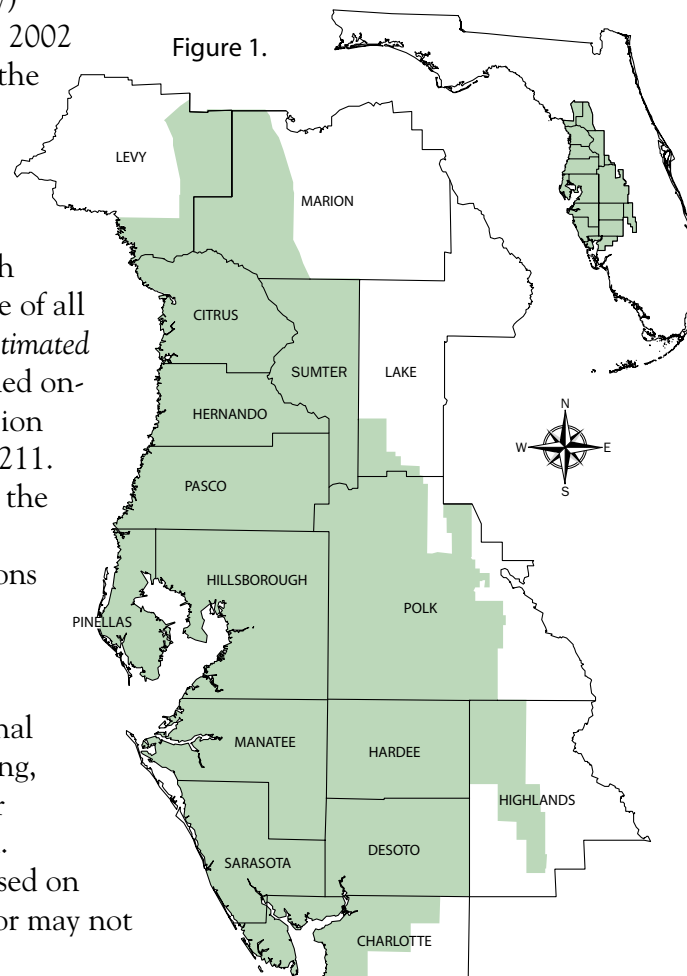 y)
2002
the
Figure 1.
LEVY
MARION
h
e of all
timated
ed on-
ion
211.
the
ons
CITRUS
SUMTER
LAKE
HERNANDO
PASCO
N
W
E
S
HILLSBOROUGH
PINELLAS
POLK
nal
ng,
r
.
sed on
or may not
MANATEE
HARDEE
HIGHLANDS
SARASOTA
DESOTO
CHARLOTTE